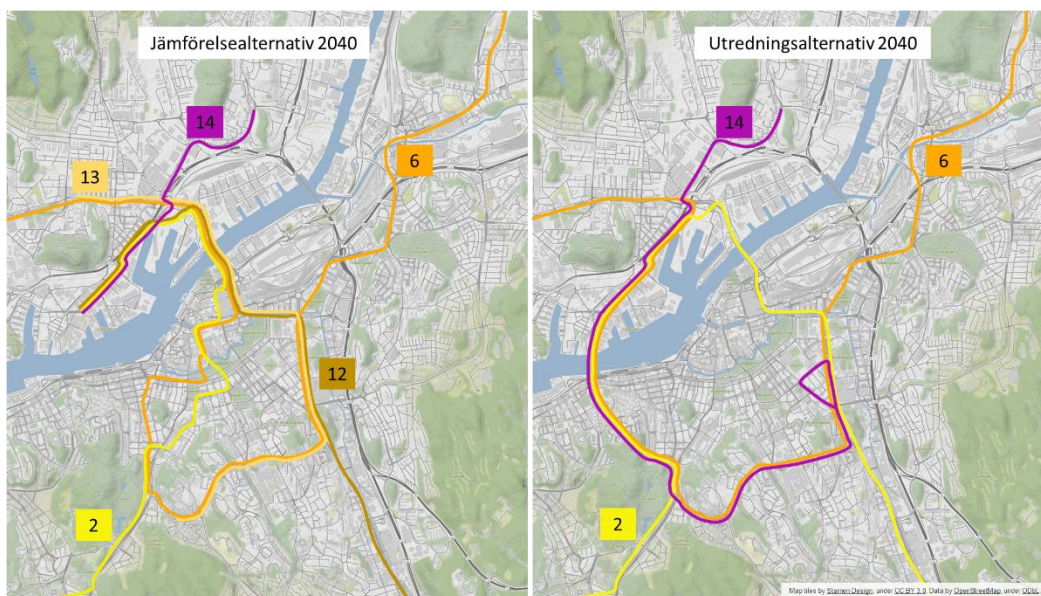 Jämförelsealternativ 2040
14
6
13
12
2
Utredningsalternativ 2040
14
6
2
Map tiles by Stamen Design, under CC BY 3.0. Data by OpenStreetMap, under ODbL